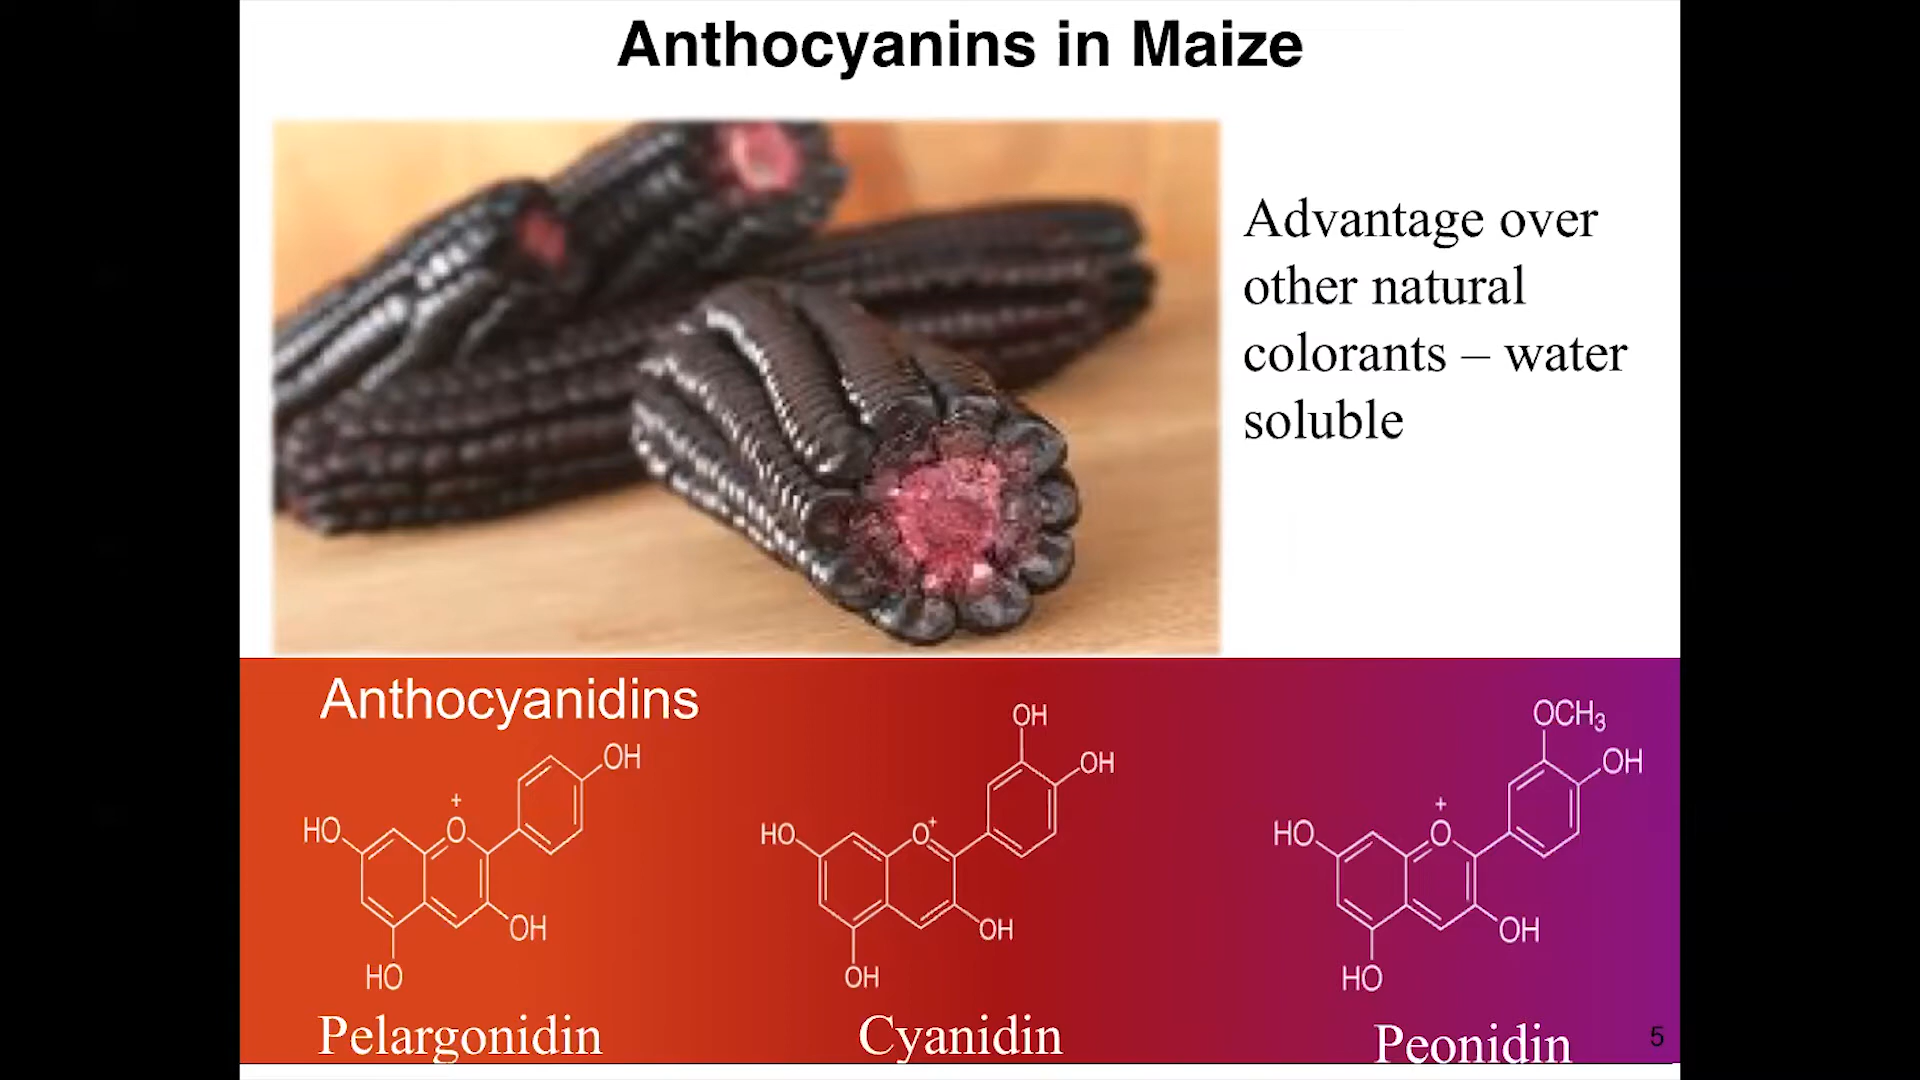 Anthocyanins in Maize
Advantage over
other natural
colorants – water
soluble
Anthocyanidins
OH
HO
+
O
OH
HO
Pelargonidin
OH
OH
HO
O+
OH
OH
Cyanidin
OCH3
OH
HO
+
O
OH
HO
Peonidin
5